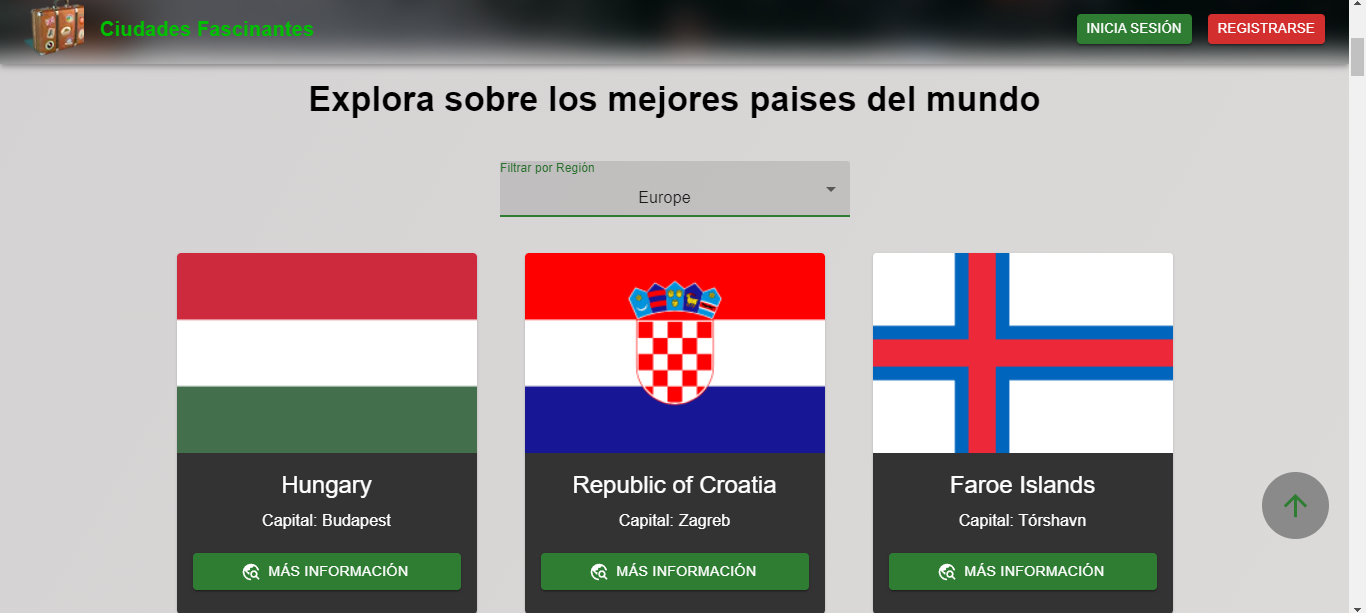 Ciudades Fascinantes
INICIA SESIÓN
REGISTRARSE
Explora sobre los mejores paises del mundo
Filtrar por Región
Europe
Hungary
Capital: Budapest
MÁS INFORMACIÓN
Republic of Croatia
Capital: Zagreb
MÁS INFORMACIÓN
Faroe Islands
Capital: Tórshavn
MÁS INFORMACIÓN